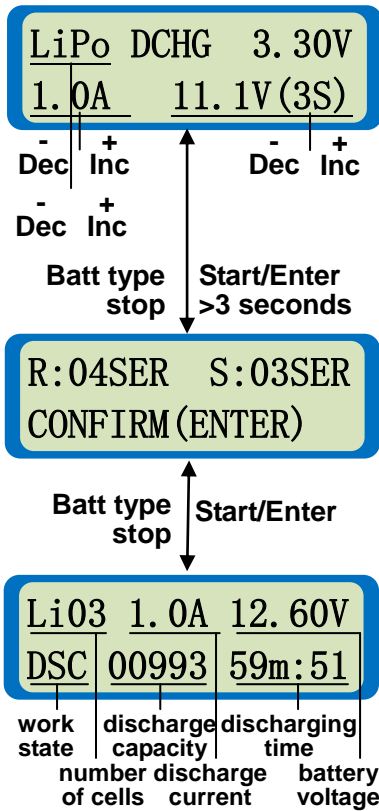 LiPo DCHG 3.30V
1.0A 11.1V(3S)
- + - +
Dec Inc Dec Inc
- +
Dec Inc
Batt type Start/Enter
stop >3 seconds
R:04SER S:03SER
CONFIRM(ENTER)
Batt type Start/Enter
stop
Li03 1.0A 12.60V
DSC 00993 59m:51
work discharge discharging
state capacity time
number discharge battery
of cells current voltage